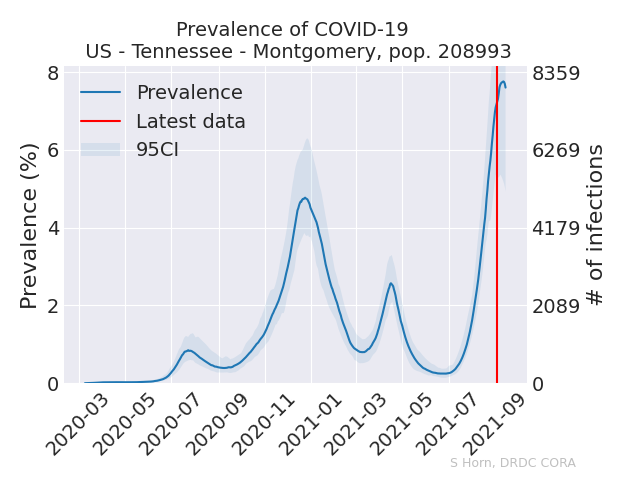 Prevalence of COVID-19
US - Tennessee - Montgomery, pop. 208993
Prevalence
Latest data
95CI
Prevalence (%)
8
6
4
2
0
8359
6269
4179
2089
0
# of infections
2020-03
2020-05
2020-07
2020-09
2020-11
2021-01
2021-03
2021-05
2021-07
2021-09
S Horn, DRDC CORA